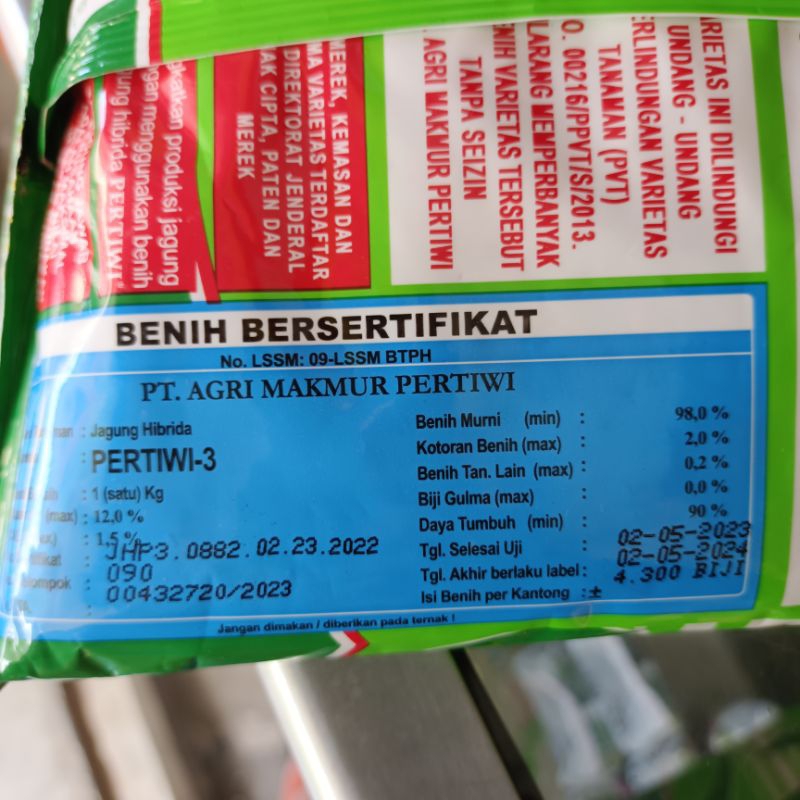 produksi jagung
menggunakan benih
hibrida PERTIWI
MEREK, KEMASAN DAN
VARIETAS TERDAFTAR
DIREKTORAT JENDERAL
CIPTA, PATEN DAN
MEREK
INI DILINDUNGI
UNDANG - UNDANG
VARIETAS
TANAMAN (PVT)
00216/PPVT/S/2013.
MEMPERBANYAK
VARIETAS TERSEBUT
TANPA SEIZIN
AGRI MAKMUR PERTIWI
BENIH BERSERTIFIKAT
No. LSSM: 09-LSSM BTPH
PT. AGRI MAKMUR PERTIWI
: Jagung Hibrida
: PERTIWI-3
: 1 (satu) Kg
(max) : 12,0 %
: 1,5 %
: JHP3.0882.02.23.2022
: 090
: 00432720/2023
Benih Murni (min) : 98,0 %
Kotoran Benih (max) : 2,0 %
Benih Tan. Lain (max) : 0,2 %
Biji Gulma (max) : 0,0 %
Daya Tumbuh (min) : 90 %
Tgl. Selesai Uji : 02-05-2023
Tgl. Akhir berlaku label : 02-05-2024
Isi Benih per Kantong : ± 4.300 BIJI
Jangan dimakan / diberikan pada ternak !